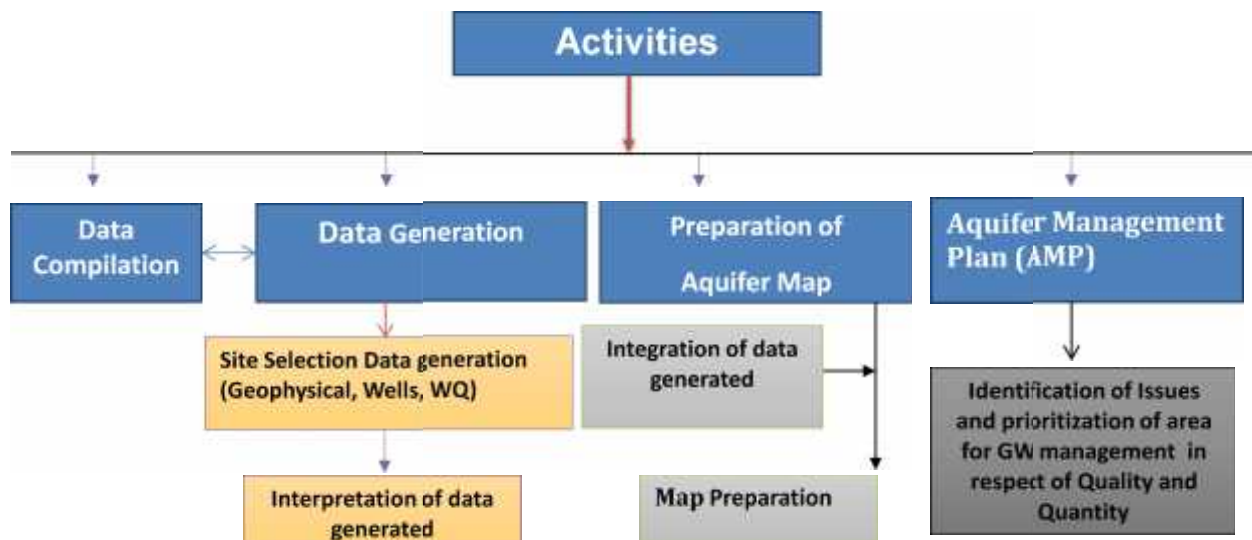 Activities
Data
Compilation
Data Generation
Preparation of
Aquifer Map
Aquifer Management
Plan (AMP)
Site Selection Data generation
(Geophysical, Wells, WQ)
Interpretation of data
generated
Integration of data
generated
Map Preparation
Identification of Issues
and prioritization of area
for GW management in
respect of Quality and
Quantity